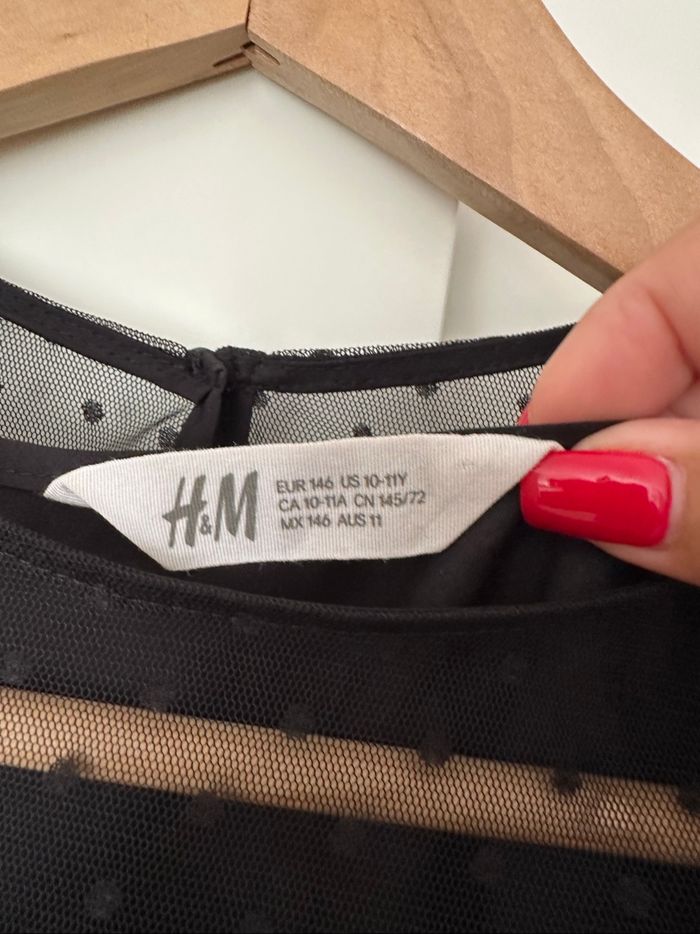 H&M
EUR 146 US 10-11Y
CA 10-11A CN 145/72
MX 146 AUS 11